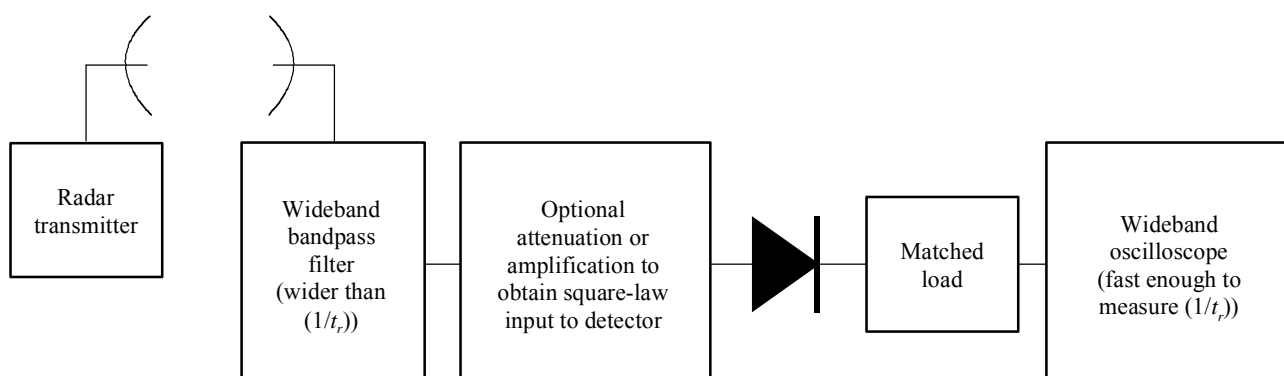 Radar
transmitter
Wideband
bandpass
filter
(wider than
(1/tr))
Optional
attenuation or
amplification to
obtain square-law
input to detector
Matched
load
Wideband
oscilloscope
(fast enough to
measure (1/tr))